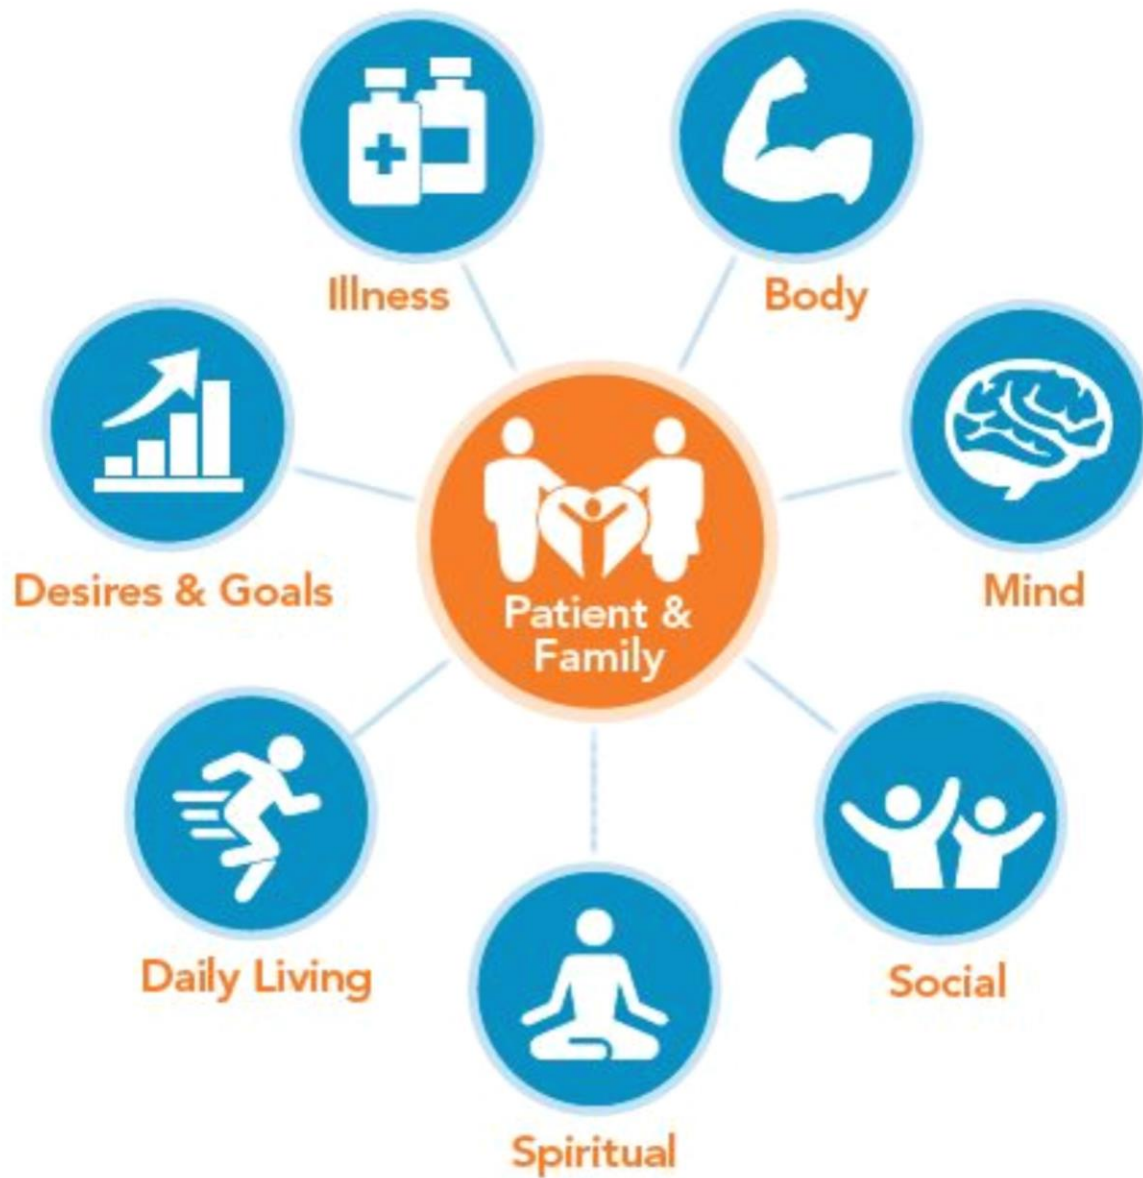 Illness
Body
Desires & Goals
Mind
Patient &
Family
Daily Living
Social
Spiritual